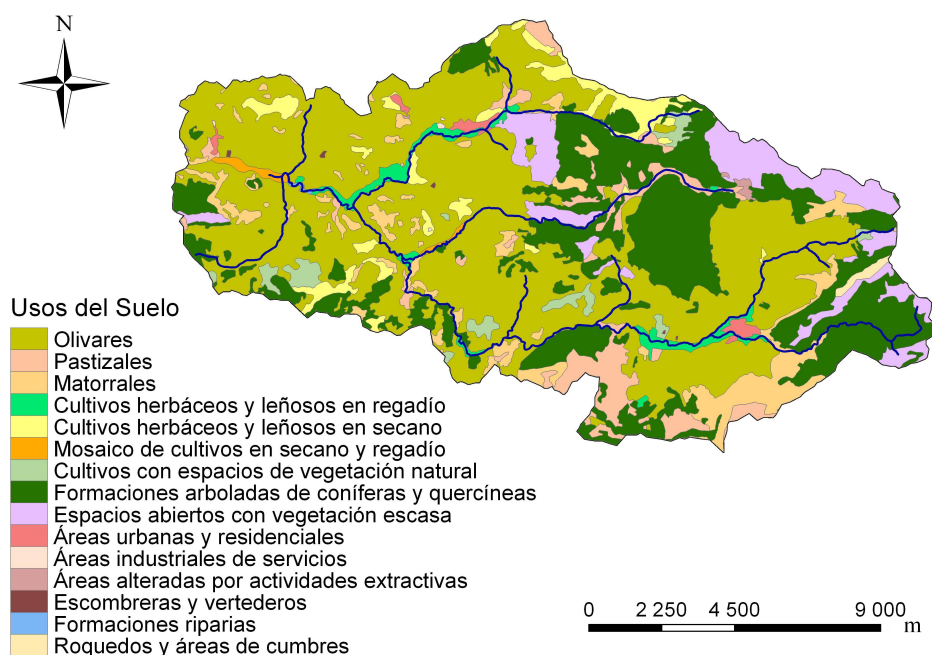 N
Usos del Suelo
Olivares
Pastizales
Matorrales
Cultivos herbáceos y leñosos en regadío
Cultivos herbáceos y leñosos en secano
Mosaico de cultivos en secano y regadío
Cultivos con espacios de vegetación natural
Formaciones arboladas de coníferas y quercíneas
Espacios abiertos con vegetación escasa
Áreas urbanas y residenciales
Áreas industriales de servicios
Áreas alteradas por actividades extractivas
Escombreras y vertederos
Formaciones riparias
Roquedos y áreas de cumbres
0 2 250 4 500 9 000
m